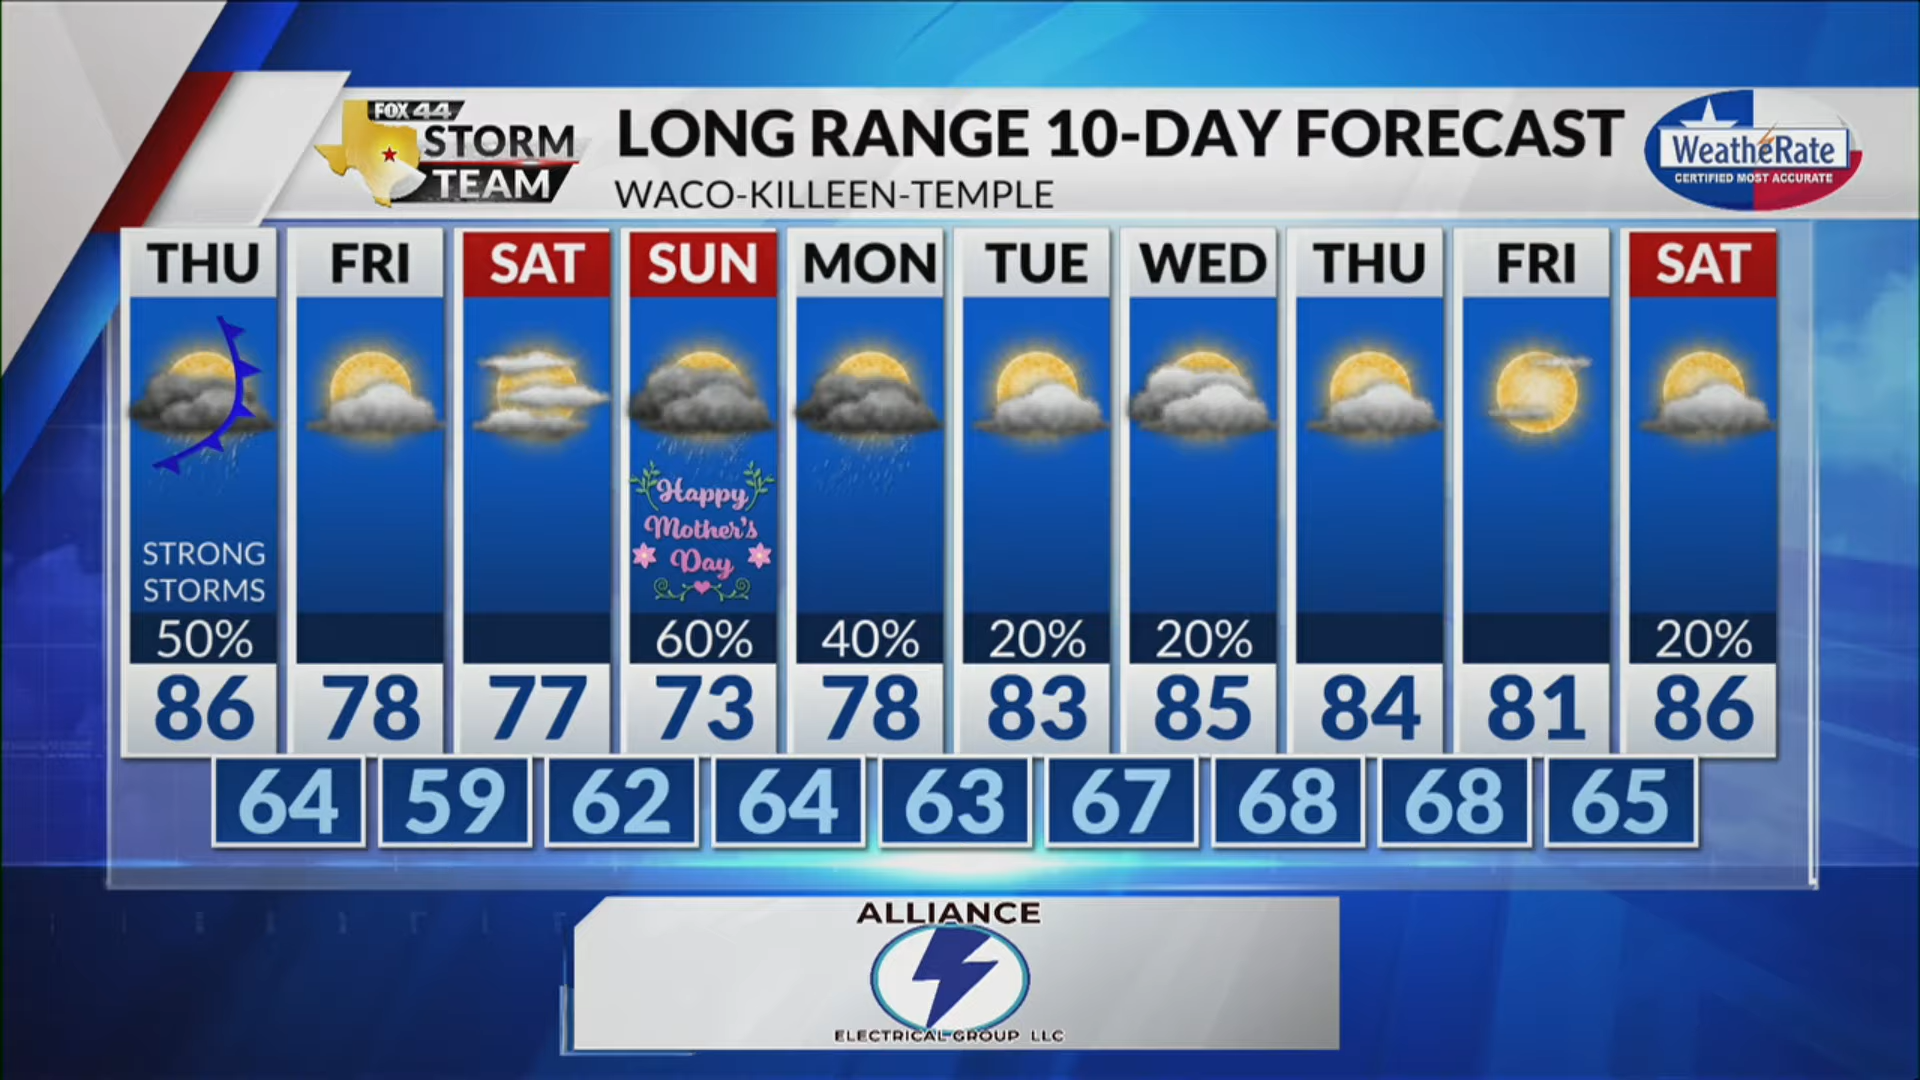 FOX 44
STORM
TEAM
LONG RANGE 10-DAY FORECAST
WACO-KILLEEN-TEMPLE
WeatheRate
CERTIFIED MOST ACCURATE
THU FRI SAT SUN MON TUE WED THU FRI SAT
Happy
Mother's
Day
STRONG
STORMS
50% 60% 40% 20% 20% 20%
86 78 77 73 78 83 85 84 81 86
64 59 62 64 63 67 68 68 65
ALLIANCE
ELECTRICAL GROUP LLC